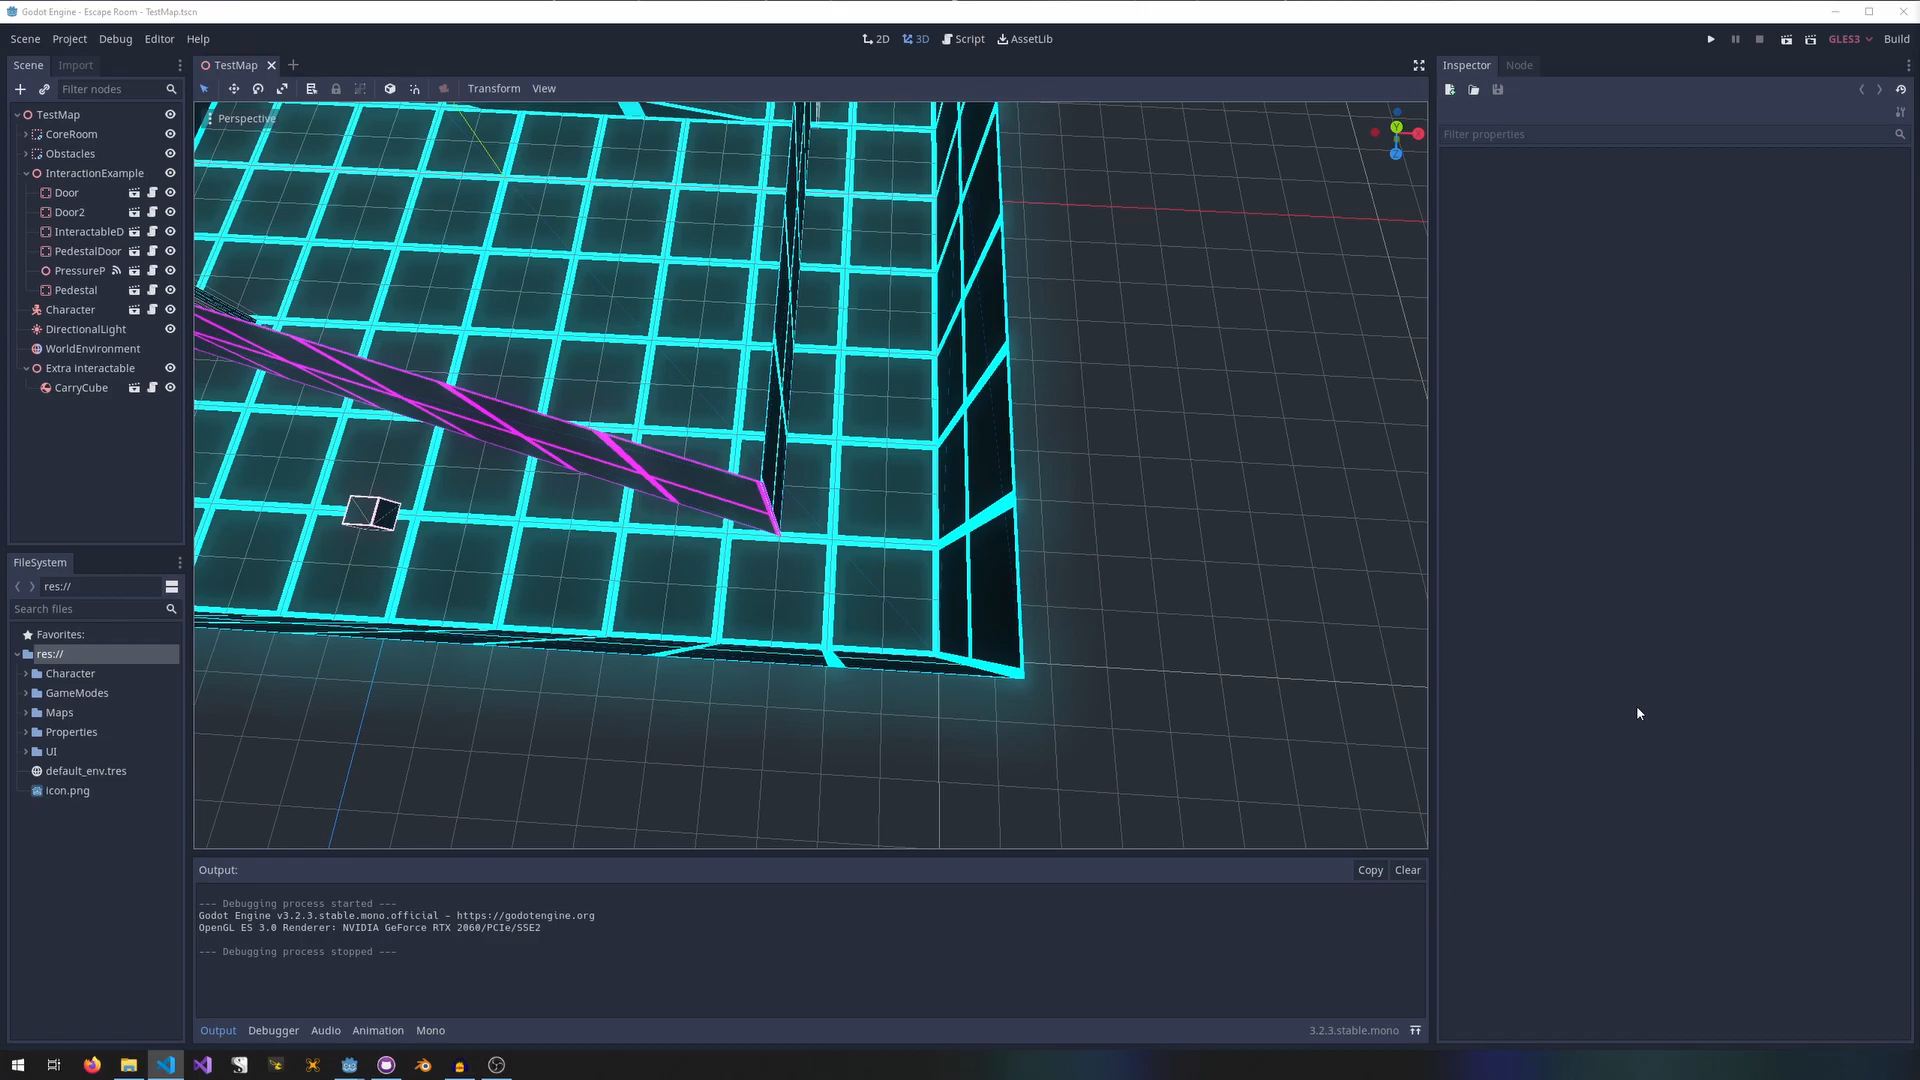 Godot Engine - Escape Room - TestMap.tscn
Scene Project Debug Editor Help
2D 3D Script AssetLib
GLES3 Build
Scene Import
Filter nodes
TestMap
CoreRoom
Obstacles
InteractionExample
Door
Door2
InteractableD
PedestalDoor
PressureP
Pedestal
Character
DirectionalLight
WorldEnvironment
Extra Interactable
CarryCube
FileSystem
res://
Search files
Favorites:
res://
Character
GameModes
Maps
Properties
UI
default_env.tres
icon.png
TestMap
Transform View
Perspective
Y
X
Z
Output:
Copy Clear
--- Debugging process started ---
Godot Engine v3.2.3.stable.mono.official - https://godotengine.org
OpenGL ES 3.0 Renderer: NVIDIA GeForce RTX 2060/PCIe/SSE2
--- Debugging process stopped ---
Output Debugger Audio Animation Mono
3.2.3.stable.mono
Inspector Node
Filter properties